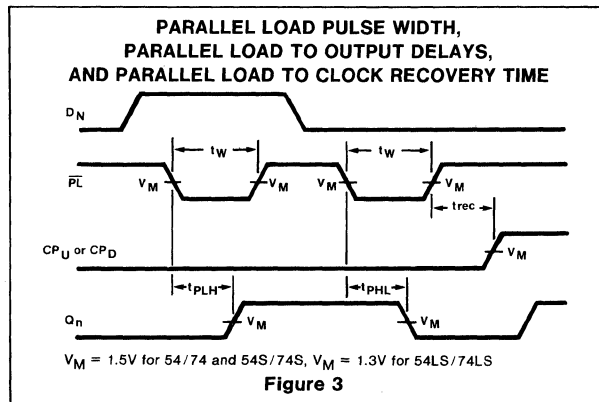 PARALLEL LOAD PULSE WIDTH,
PARALLEL LOAD TO OUTPUT DELAYS,
AND PARALLEL LOAD TO CLOCK RECOVERY TIME
DN
tW tW
PL VM VM VM VM
trec
CPU or CPD VM
tPLH tPHL
Qn VM VM
VM = 1.5V for 54/74 and 54S/74S, VM = 1.3V for 54LS/74LS
Figure 3